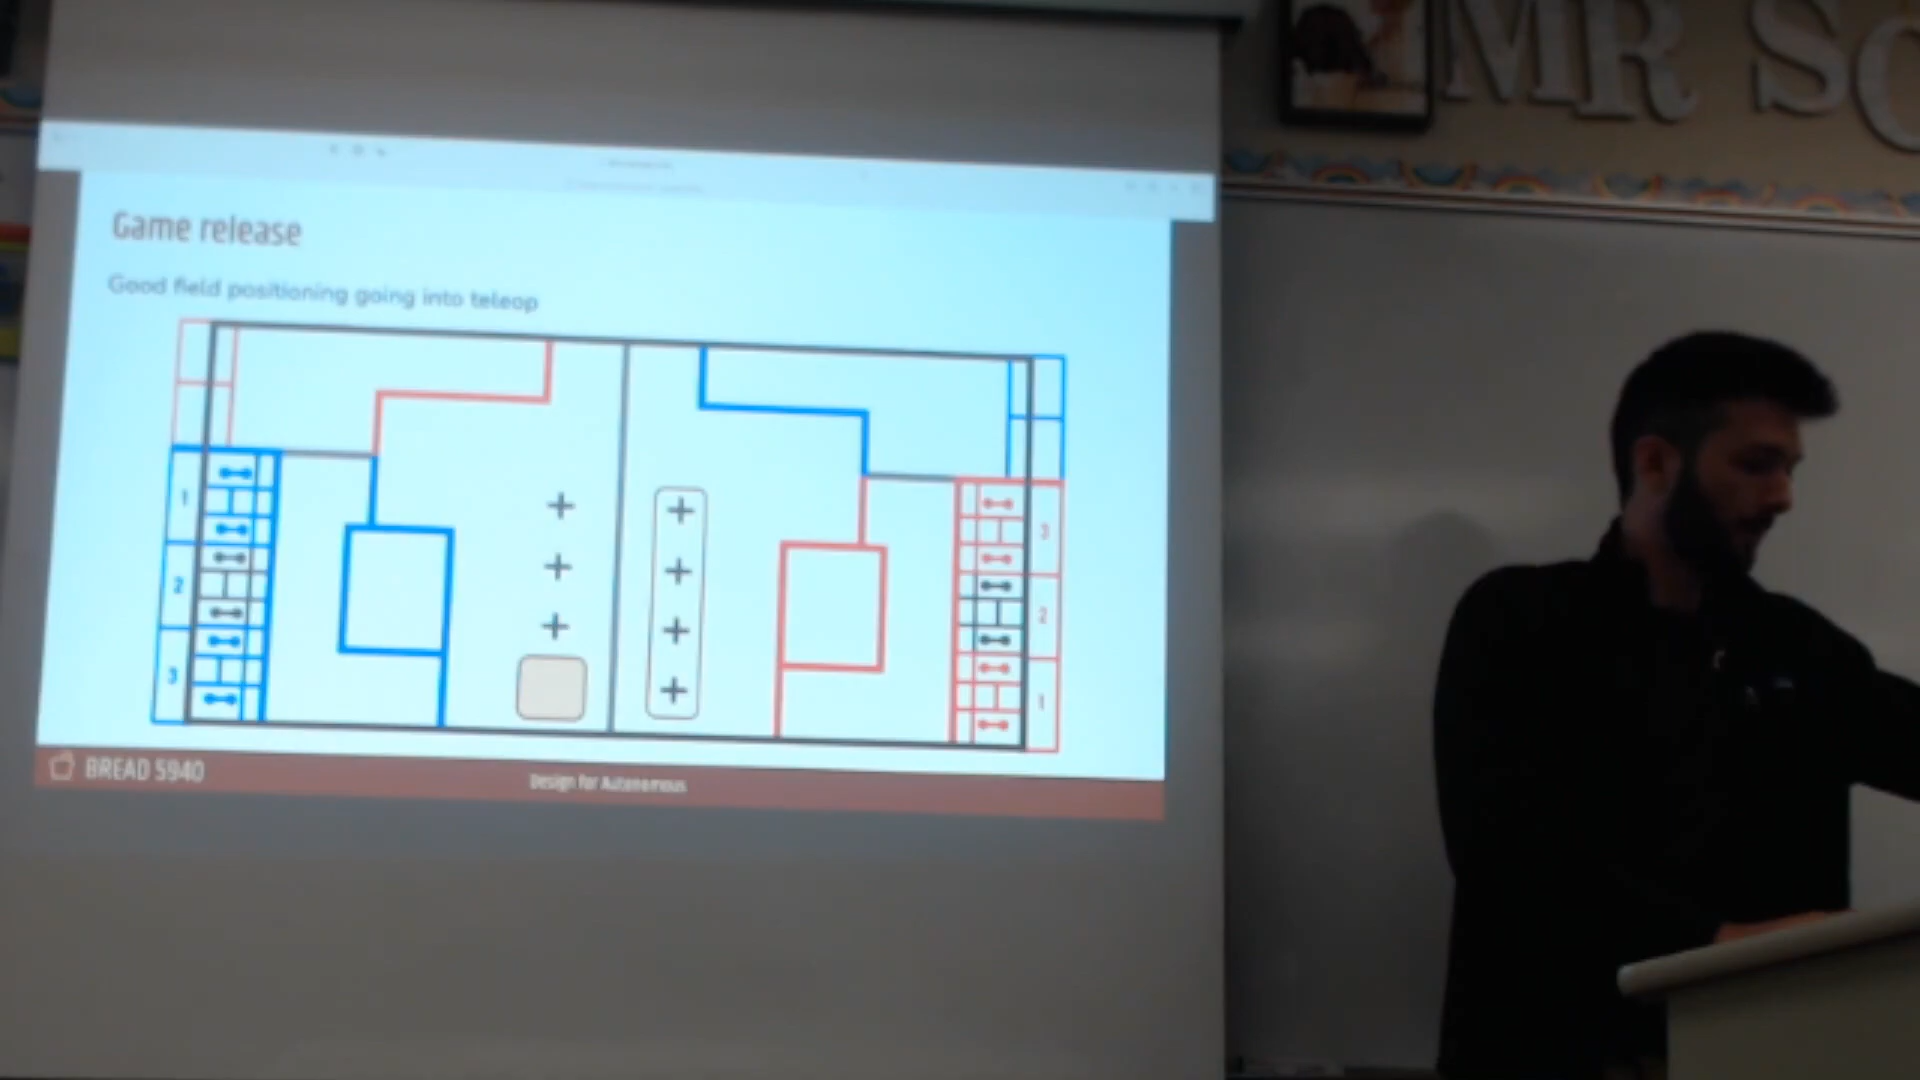 MR SC
Game release
Good field positioning going into teleop
1
2
3
3
2
1
BREAD 5940
Design for Autonomous